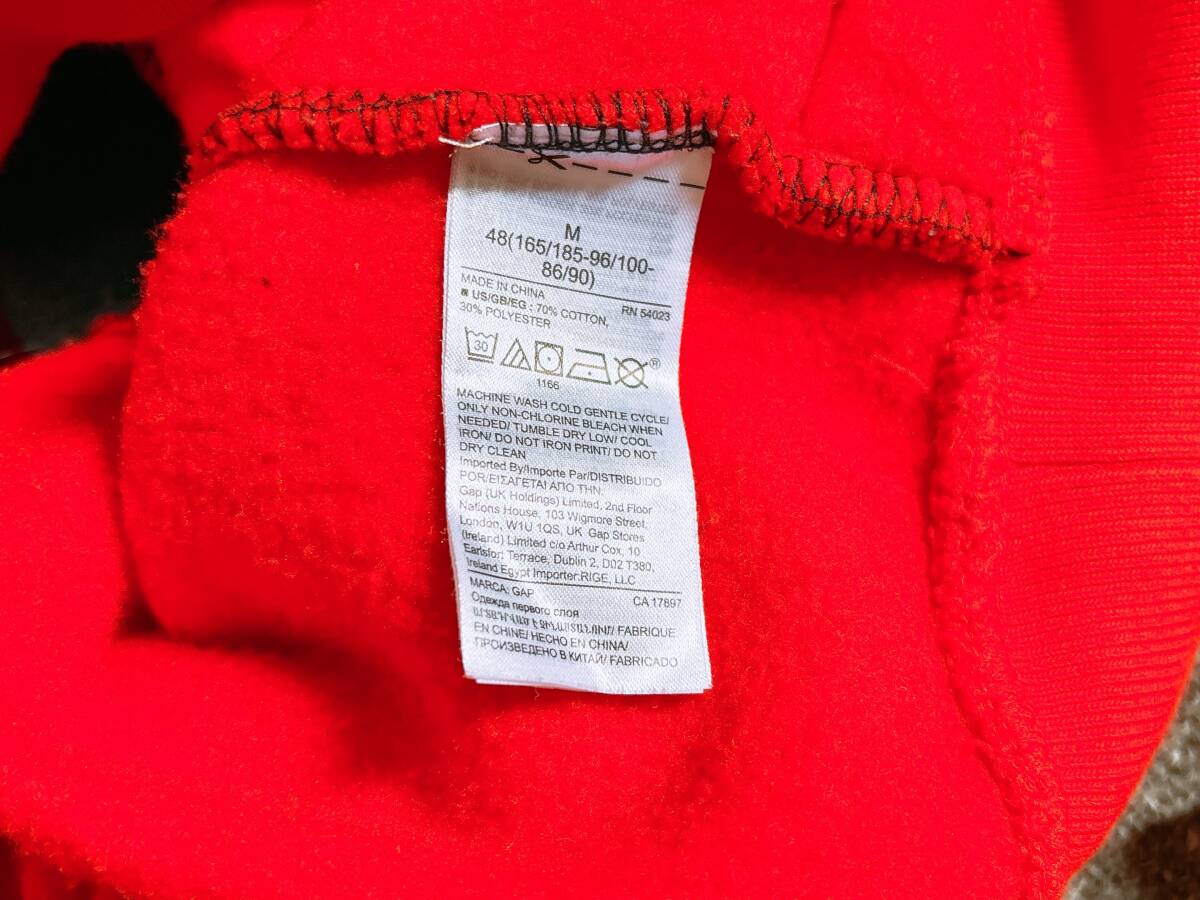 M
48(165/185-96/100-
86/90)
MADE IN CHINA
RN 54023
US/GB/EG : 70% COTTON,
30% POLYESTER
30
®
1166
MACHINE WASH COLD GENTLE CYCLE/
ONLY NON-CHLORINE BLEACH WHEN
NEEDED/ TUMBLE DRY LOW/ COOL
IRON/ DO NOT IRON PRINT/ DO NOT
DRY CLEAN
Imported By/Importe Par/DISTRIBUIDO
POR/ΕΙΣΑΓΕΤΑΙ ΑΠΟ ΤΗΝ:
Gap (UK Holdings) Limited, 2nd Floor
Nations House, 103 Wigmore Street,
London, W1U 1QS, UK Gap Stores
(Ireland) Limited c/o Arthur Cox, 10
Earlsfort Terrace, Dublin 2, D02 T380,
Ireland Egypt Importer:RIGE, LLC
MARCA: GAP
CA 17897
Одежда первого слоя
FABRIQUE
EN CHINE/ HECHO EN CHINA/
ПРОИЗВЕДЕНО В КИТАЙ/ FABRICADO